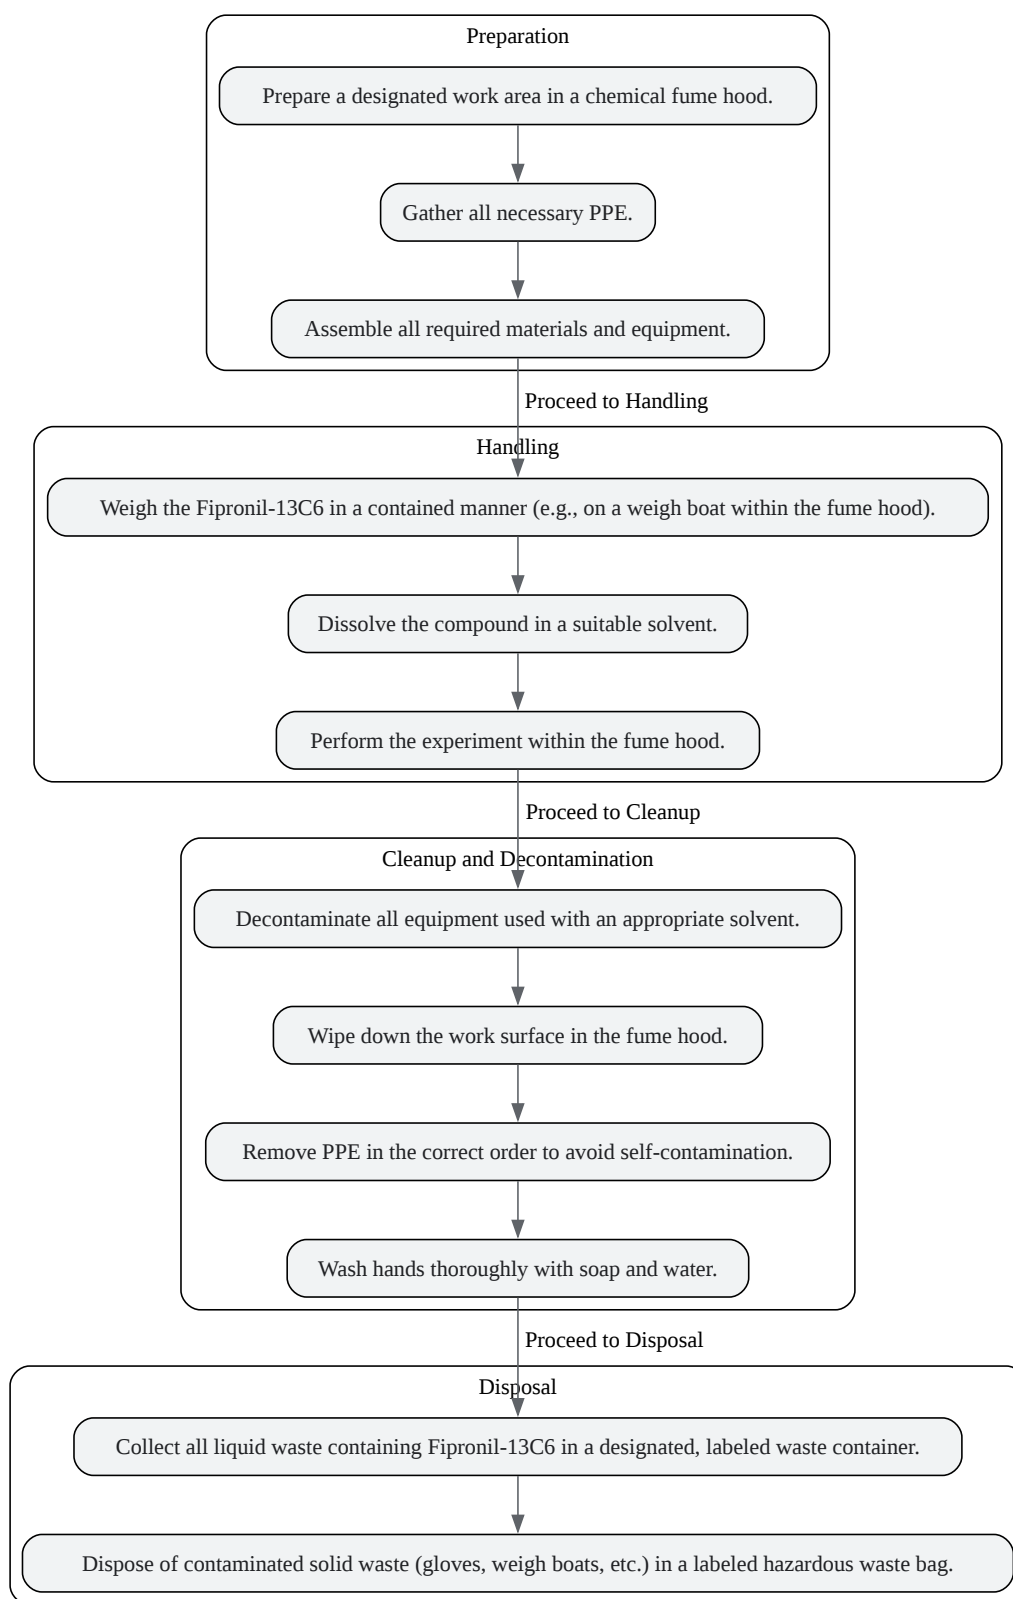 Preparation
Prepare a designated work area in a chemical fume hood.
Gather all necessary PPE.
Assemble all required materials and equipment.
Proceed to Handling
Handling
Weigh the Fipronil-13C6 in a contained manner (e.g., on a weigh boat within the fume hood).
Dissolve the compound in a suitable solvent.
Perform the experiment within the fume hood.
Proceed to Cleanup
Cleanup and Decontamination
Decontaminate all equipment used with an appropriate solvent.
Wipe down the work surface in the fume hood.
Remove PPE in the correct order to avoid self-contamination.
Wash hands thoroughly with soap and water.
Proceed to Disposal
Disposal
Collect all liquid waste containing Fipronil-13C6 in a designated, labeled waste container.
Dispose of contaminated solid waste (gloves, weigh boats, etc.) in a labeled hazardous waste bag.